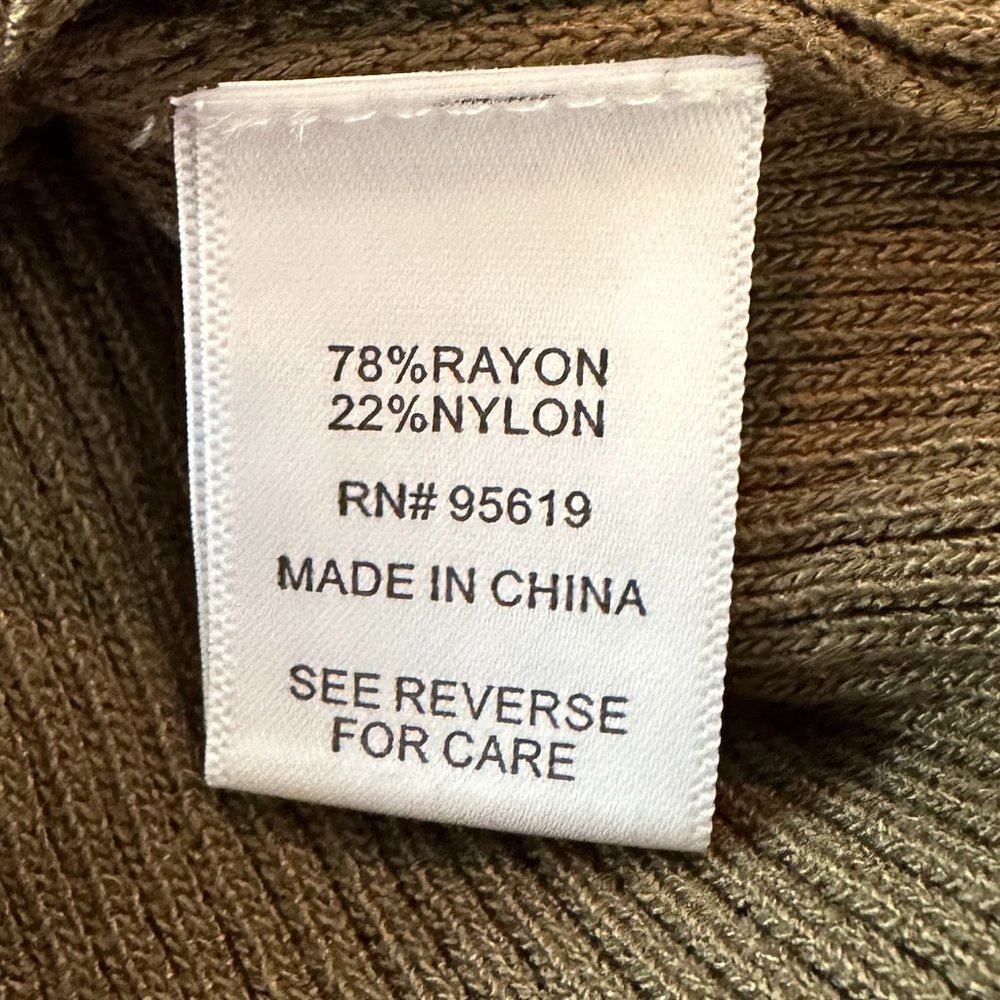 78%RAYON
22%NYLON
RN# 95619
MADE IN CHINA
SEE REVERSE
FOR CARE